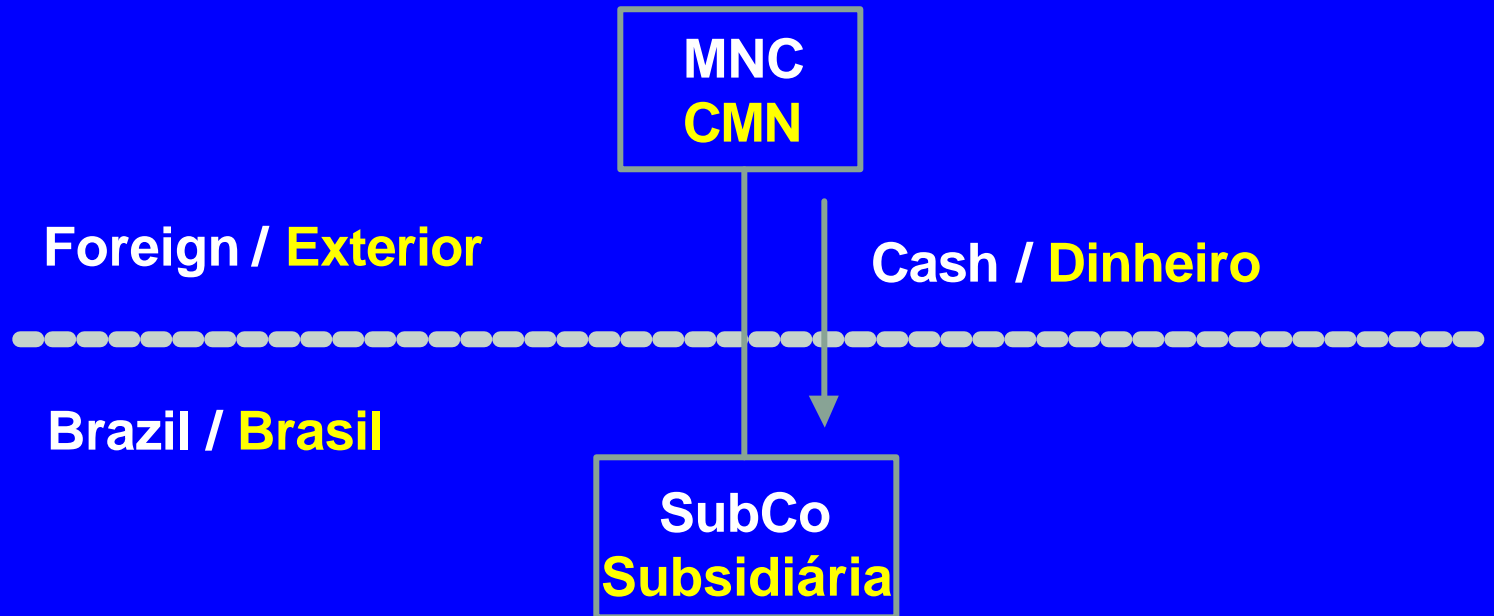 MNC
CMN
Foreign / Exterior
Cash / Dinheiro
Brazil / Brasil
SubCo
Subsidiária